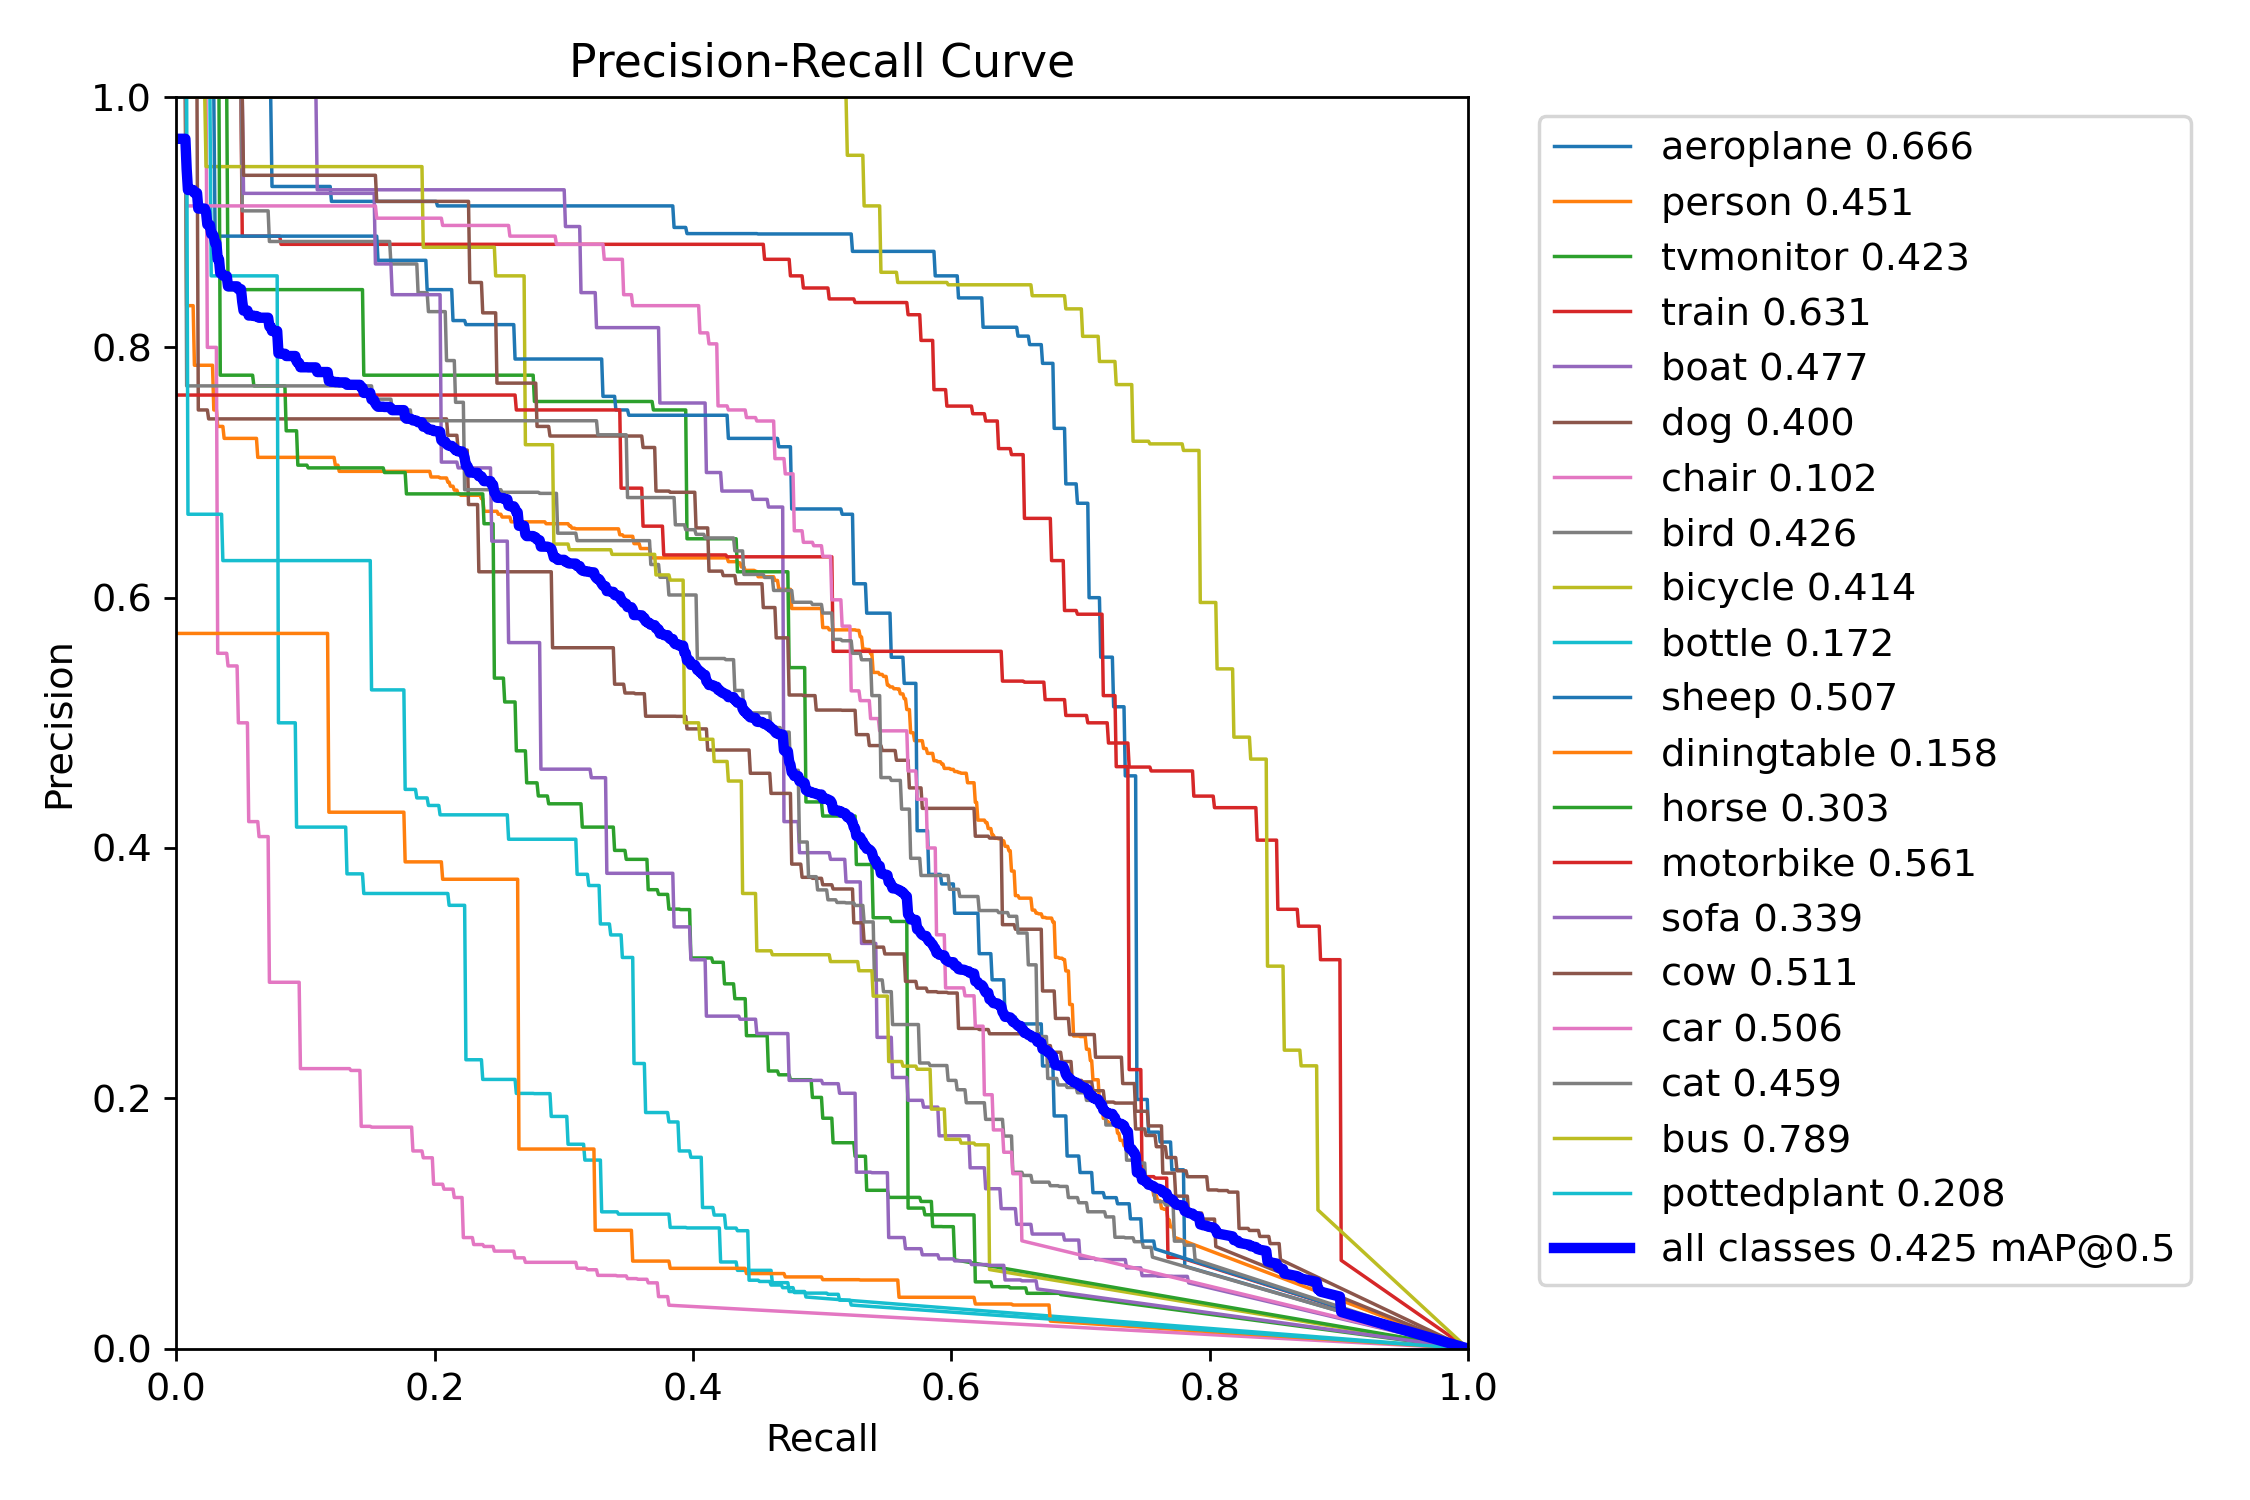 Precision-Recall Curve
1.0
0.8
0.6
0.4
0.2
0.0
Precision
0.0 0.2 0.4 0.6 0.8 1.0
Recall
aeroplane 0.666
person 0.451
tvmonitor 0.423
train 0.631
boat 0.477
dog 0.400
chair 0.102
bird 0.426
bicycle 0.414
bottle 0.172
sheep 0.507
diningtable 0.158
horse 0.303
motorbike 0.561
sofa 0.339
cow 0.511
car 0.506
cat 0.459
bus 0.789
pottedplant 0.208
all classes 0.425 mAP@0.5